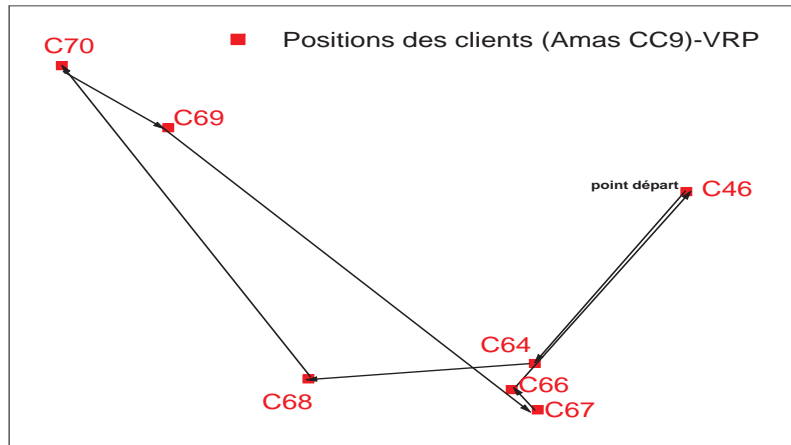 C70
Positions des clients (Amas CC9)-VRP
C69
point départ
C46
C64
C66
C68
C67